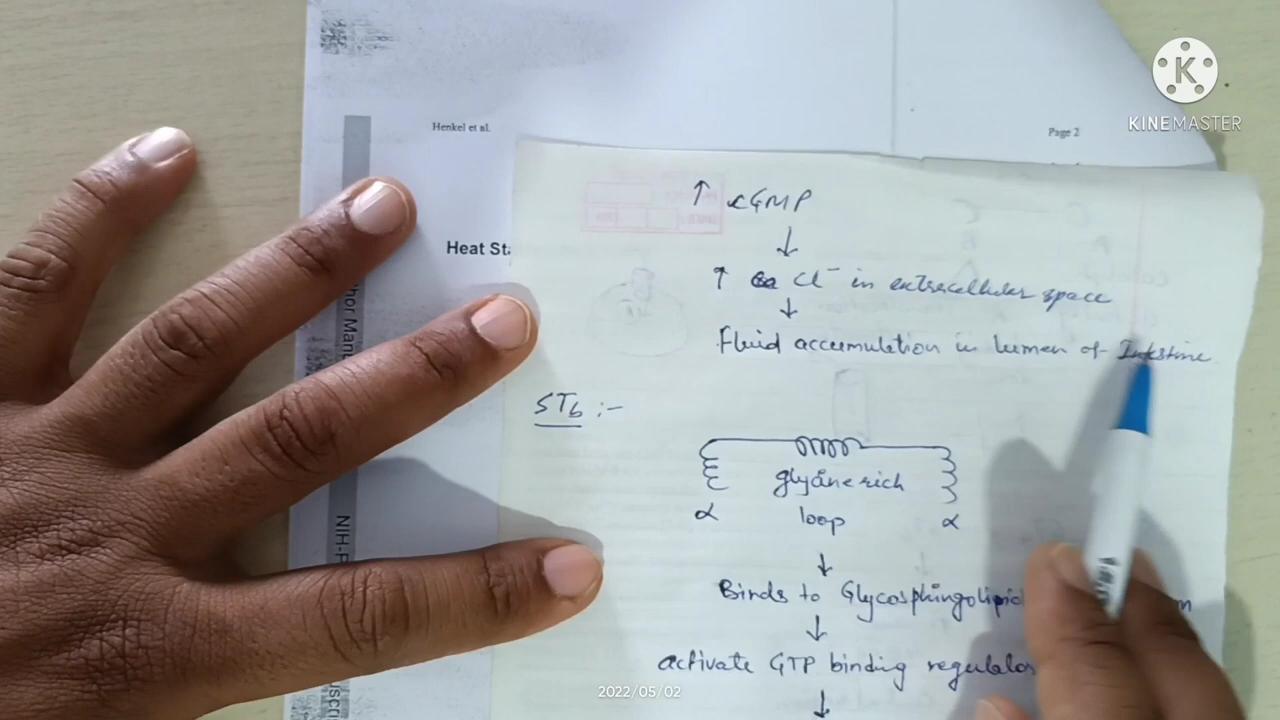 KINEMASTER
Henkel et al.
Page 2
↑ cGMP
↓
Heat St
↑ Cl⁻ in extracellular space
↓
Fluid accumulation in lumen of Intestine
STb :-
glycine rich
α loop α
↓
Binds to Glycosphingolipid
↓
activate GTP binding regulator
↓
2022/05/02